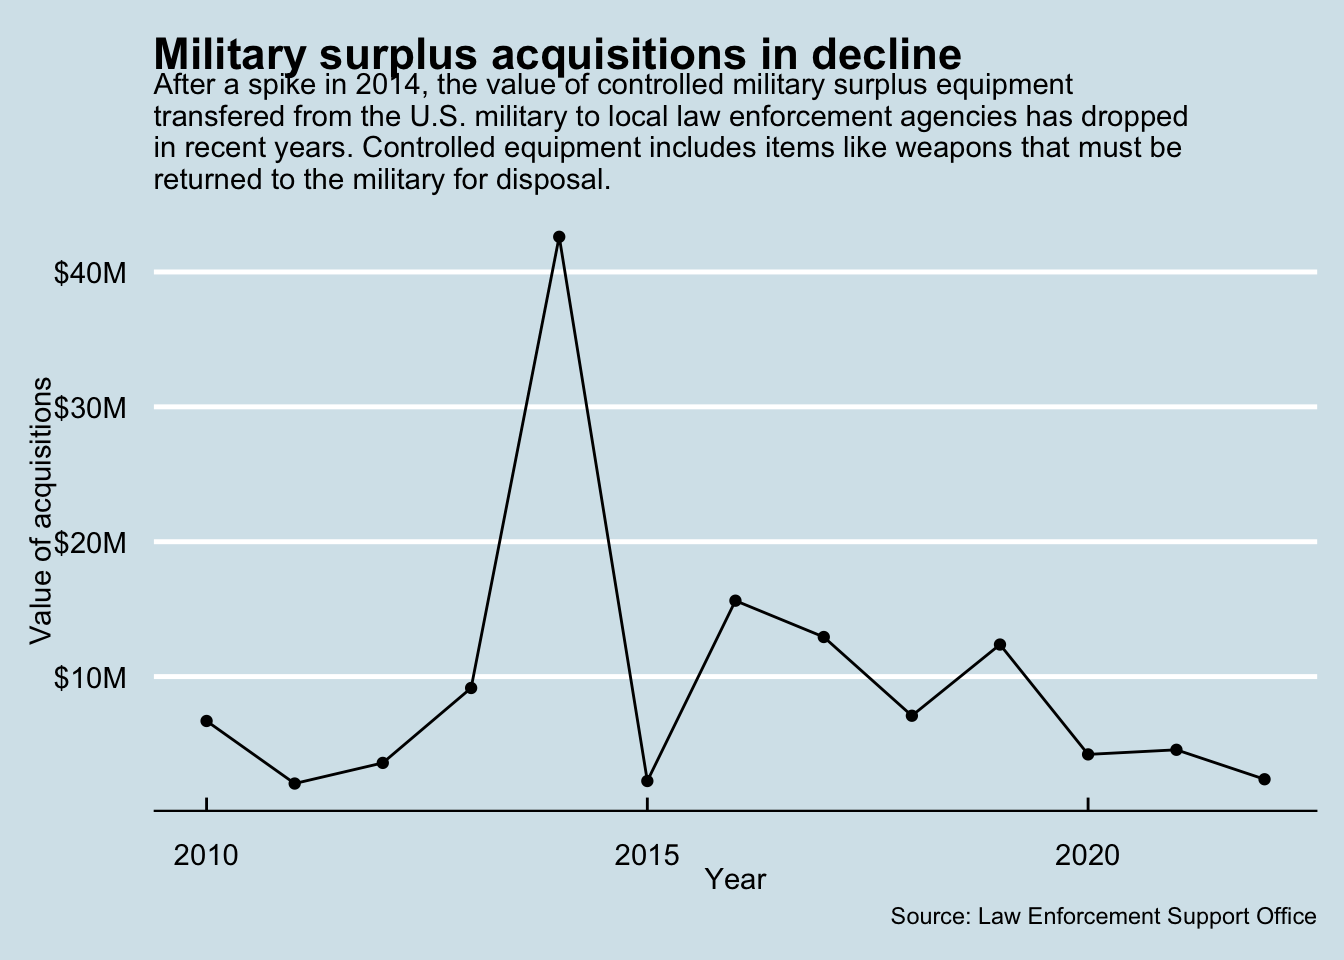 Military surplus acquisitions in decline
After a spike in 2014, the value of controlled military surplus equipment
transfered from the U.S. military to local law enforcement agencies has dropped
in recent years. Controlled equipment includes items like weapons that must be
returned to the military for disposal.
$40M
$30M
$20M
$10M
Value of acquisitions
2010
2015
2020
Year
Source: Law Enforcement Support Office